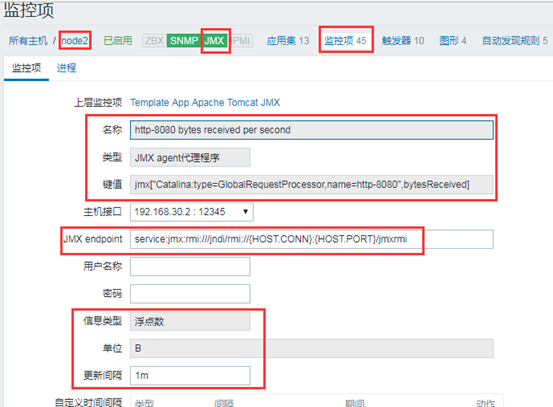 监控项
所有主机 / node2 已启用 ZBX SNMP JMX IPMI 应用集 13 监控项 45 触发器 10 图形 4 自动发现规则 5
监控项 进程
上层监控项 Template App Apache Tomcat JMX
名称 http-8080 bytes received per second
类型 JMX agent代理程序
键值 jmx["Catalina:type=GlobalRequestProcessor,name=http-8080",bytesReceived]
主机接口 192.168.30.2 : 12345
JMX endpoint service:jmx:rmi:///jndi/rmi://{HOST.CONN}:{HOST.PORT}/jmxrmi
用户名称
密码
信息类型 浮点数
单位 B
更新间隔 1m
自定义时间间隔 类型 间隔 期间 动作